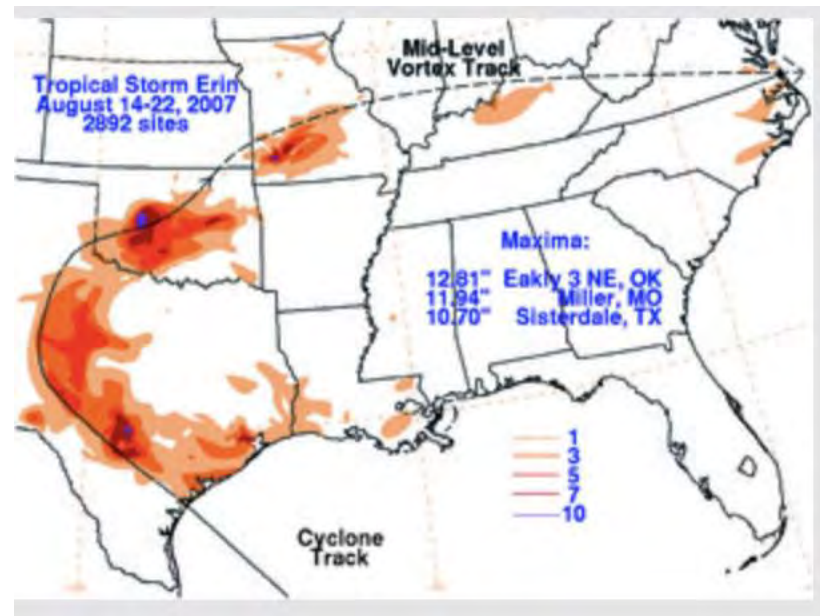 Mid-Level
Vortex Track
Tropical Storm Erin
August 14-22, 2007
2892 sites
Maxima:
12.81" Eakly 3 NE, OK
11.94" Miller, MO
10.70" Sisterdale, TX
1
3
5
7
10
Cyclone
Track